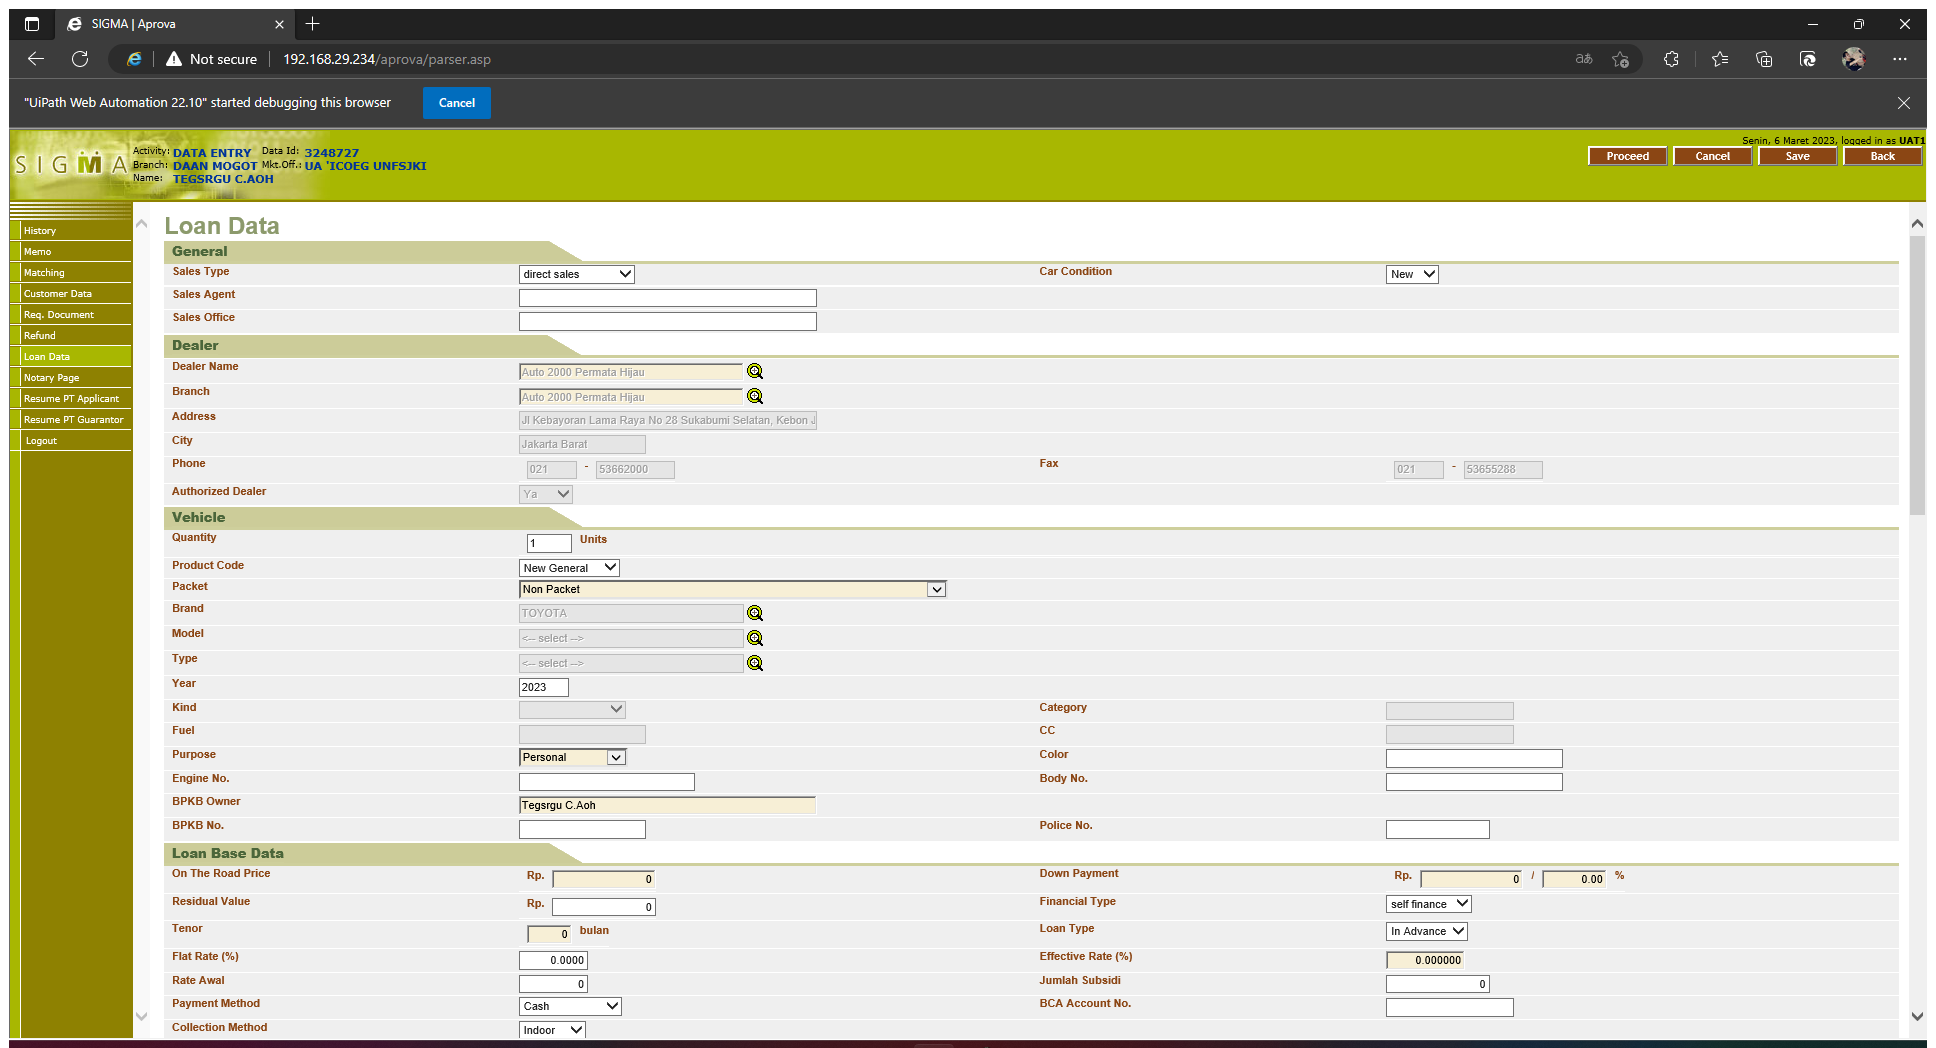 SIGMA | Aprova
Not secure 192.168.29.234/aprova/parser.asp
"UiPath Web Automation 22.10" started debugging this browser Cancel
Senin, 6 Maret 2023, logged in as UAT1
SIGMA
Activity: DATA ENTRY Data Id: 3248727
Branch: DAAN MOGOT Mkt.Off.: UA 'ICOEG UNFSJKI
Name: TEGSRGU C.AOH
Proceed Cancel Save Back
History
Memo
Matching
Customer Data
Req. Document
Refund
Loan Data
Notary Page
Resume PT Applicant
Resume PT Guarantor
Logout
Loan Data
General
Sales Type direct sales Car Condition New
Sales Agent
Sales Office
Dealer
Dealer Name Auto 2000 Permata Hijau
Branch Auto 2000 Permata Hijau
Address Jl Kebayoran Lama Raya No 28 Sukabumi Selatan, Kebon J
City Jakarta Barat
Phone 021 - 53662000 Fax 021 - 53655288
Authorized Dealer Ya
Vehicle
Quantity 1 Units
Product Code New General
Packet Non Packet
Brand TOYOTA
Model <-- select -->
Type <-- select -->
Year 2023
Kind Category
Fuel CC
Purpose Personal Color
Engine No. Body No.
BPKB Owner Tegsrgu C.Aoh
BPKB No. Police No.
Loan Base Data
On The Road Price Rp. 0 Down Payment Rp. 0 / 0.00 %
Residual Value Rp. 0 Financial Type self finance
Tenor 0 bulan Loan Type In Advance
Flat Rate (%) 0.0000 Effective Rate (%) 0.000000
Rate Awal 0 Jumlah Subsidi 0
Payment Method Cash BCA Account No.
Collection Method Indoor